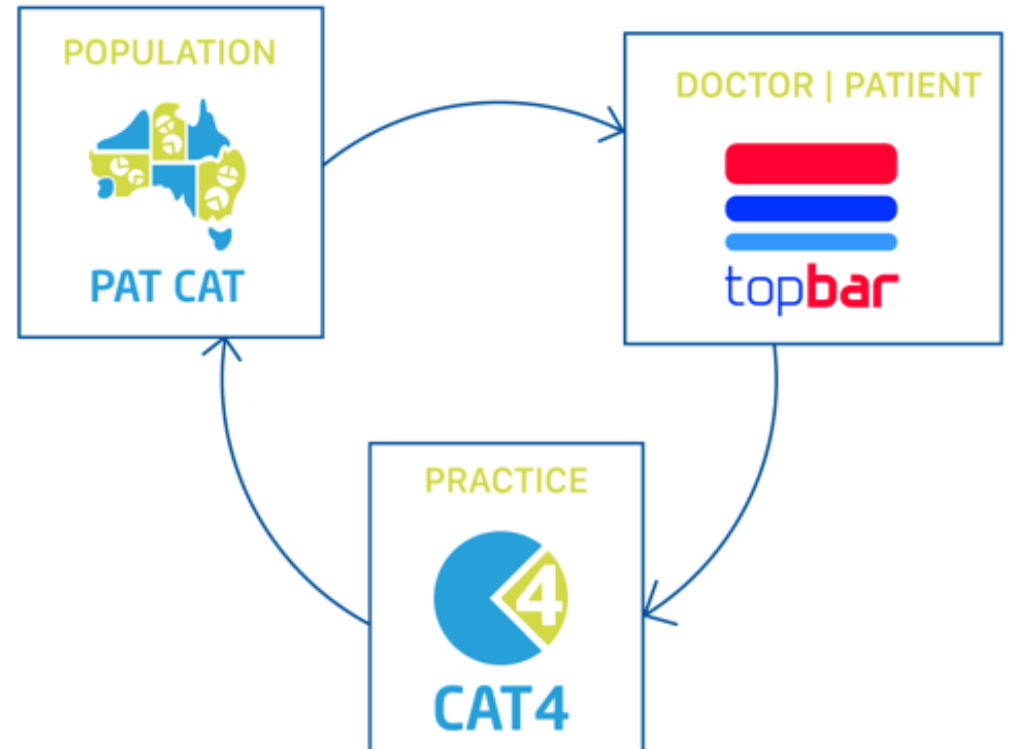 POPULATION
PAT CAT
DOCTOR | PATIENT
topbar
PRACTICE
4
CAT4